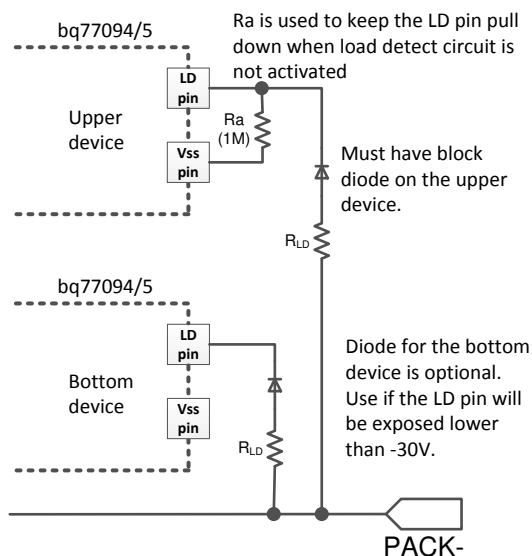 bq77094/5
Ra is used to keep the LD pin pull
down when load detect circuit is
not activated
LD
pin
Upper
device
Ra
(1M)
Vss
pin
Must have block
diode on the upper
device.
RLD
bq77094/5
LD
pin
Bottom
device
Vss
pin
RLD
Diode for the bottom
device is optional.
Use if the LD pin will
be exposed lower
than -30V.
PACK-